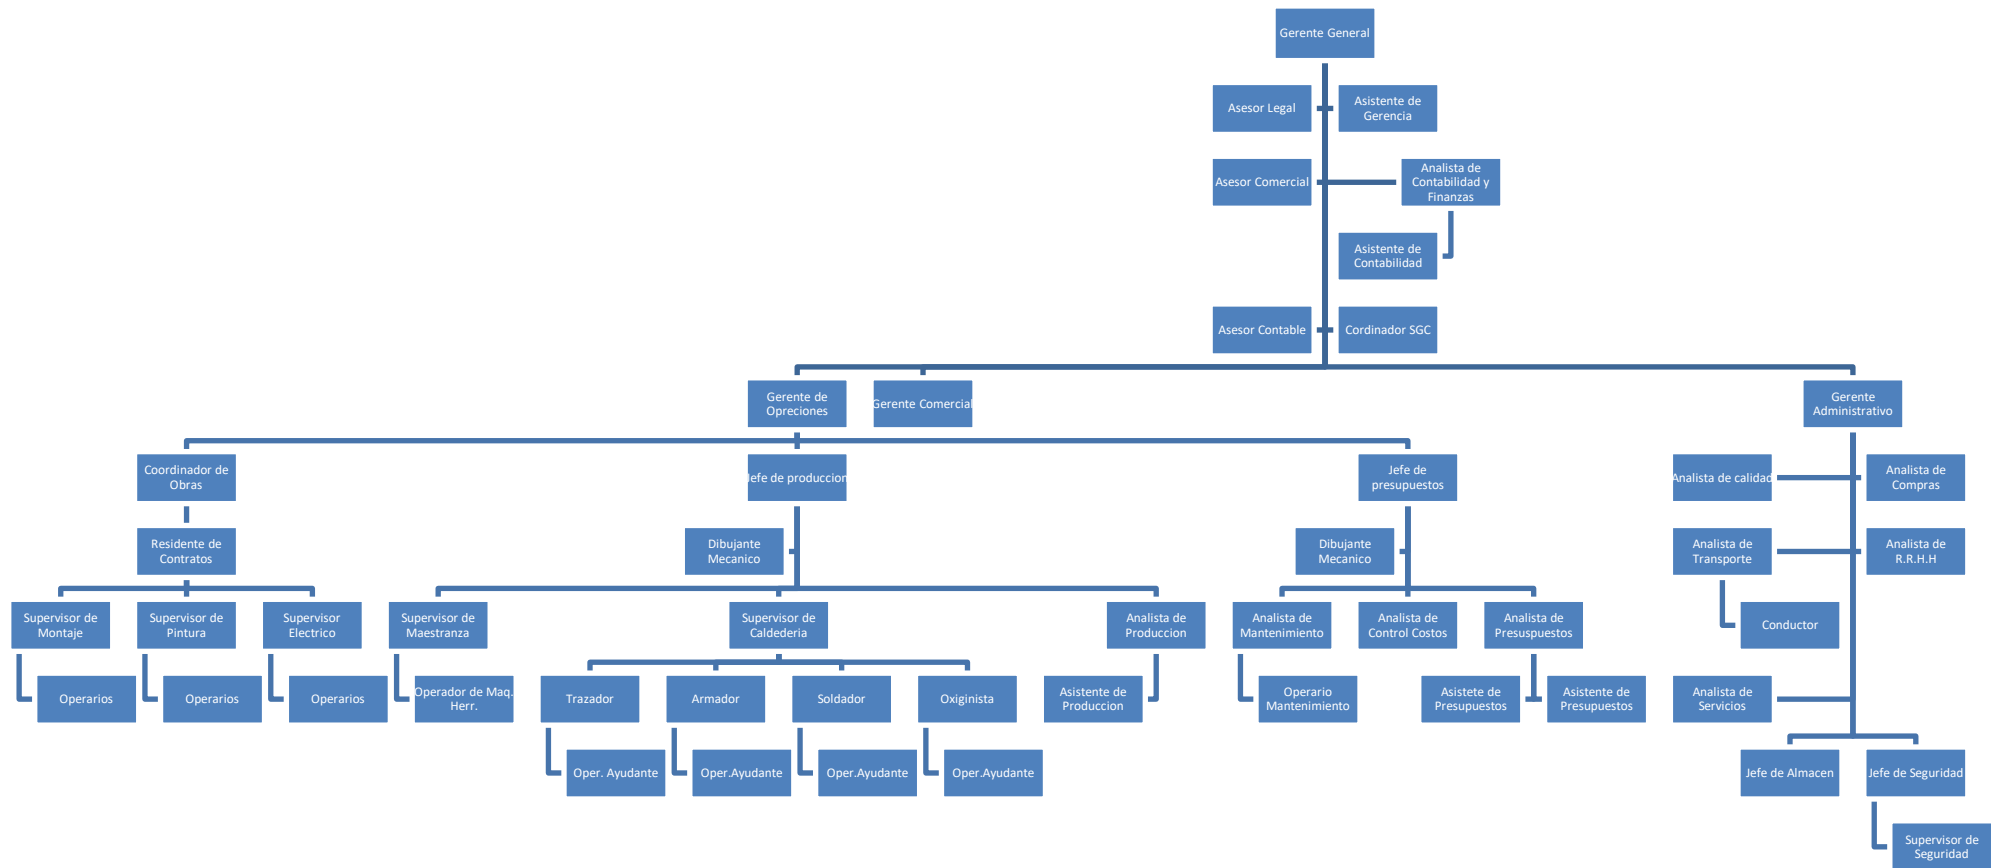 Gerente General
Asesor Legal
Asistente de
Gerencia
Asesor Comercial
Analista de
Contabilidad y
Finanzas
Asistente de
Contabilidad
Asesor Contable
Cordinador SGC
Gerente de
Opreciones
Gerente Comercial
Gerente
Administrativo
Coordinador de
Obras
Jefe de produccion
Jefe de
presupuestos
Analista de calidad
Analista de
Compras
Residente de
Contratos
Dibujante
Mecanico
Dibujante
Mecanico
Analista de
Transporte
Analista de
R.R.H.H
Supervisor de
Montaje
Supervisor de
Pintura
Supervisor
Electrico
Supervisor de
Maestranza
Supervisor de
Caldederia
Analista de
Produccion
Analista de
Mantenimiento
Analista de
Control Costos
Analista de
Presuspuestos
Conductor
Operarios
Operarios
Operarios
Operador de Maq.
Herr.
Trazador
Armador
Soldador
Oxiginista
Asistente de
Produccion
Operario
Mantenimiento
Asistete de
Presupuestos
Asistente de
Presupuestos
Analista de
Servicios
Oper. Ayudante
Oper.Ayudante
Oper.Ayudante
Oper.Ayudante
Jefe de Almacen
Jefe de Seguridad
Supervisor de
Seguridad